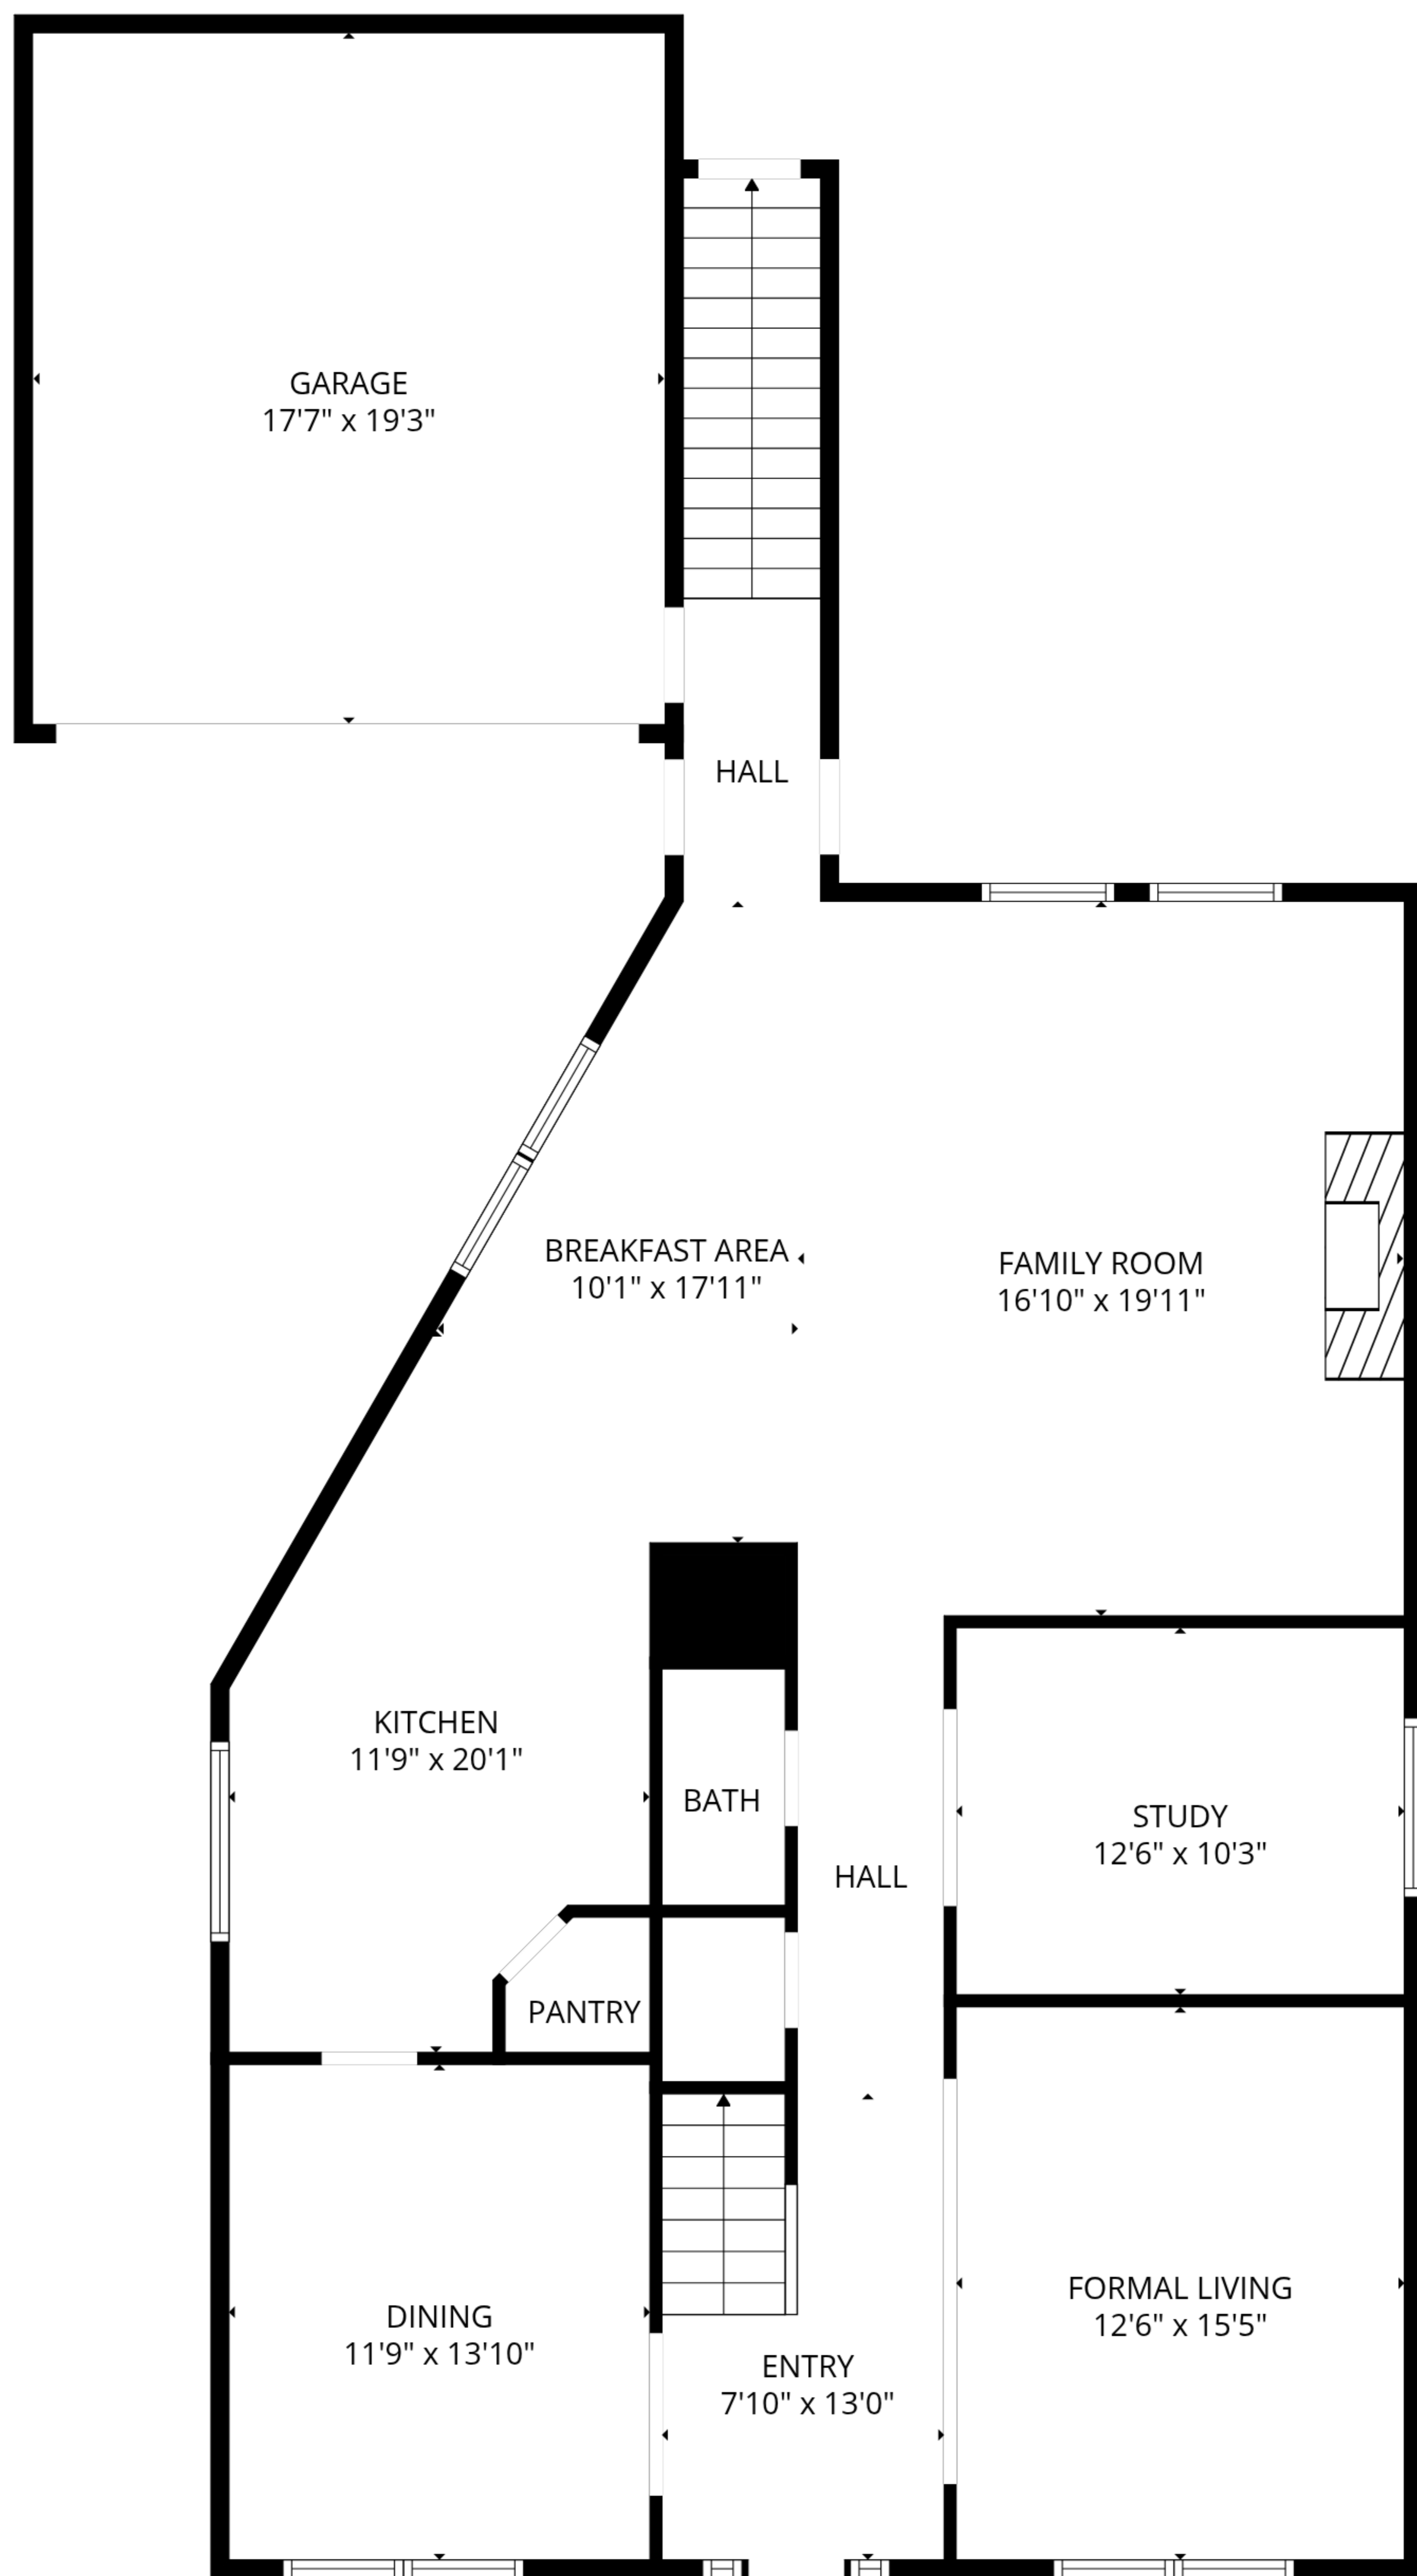 GARAGE
17'7" x 19'3"
HALL
BREAKFAST AREA
10'1" x 17'11"
FAMILY ROOM
16'10" x 19'11"
KITCHEN
11'9" x 20'1"
BATH
STUDY
12'6" x 10'3"
HALL
PANTRY
DINING
11'9" x 13'10"
ENTRY
7'10" x 13'0"
FORMAL LIVING
12'6" x 15'5"